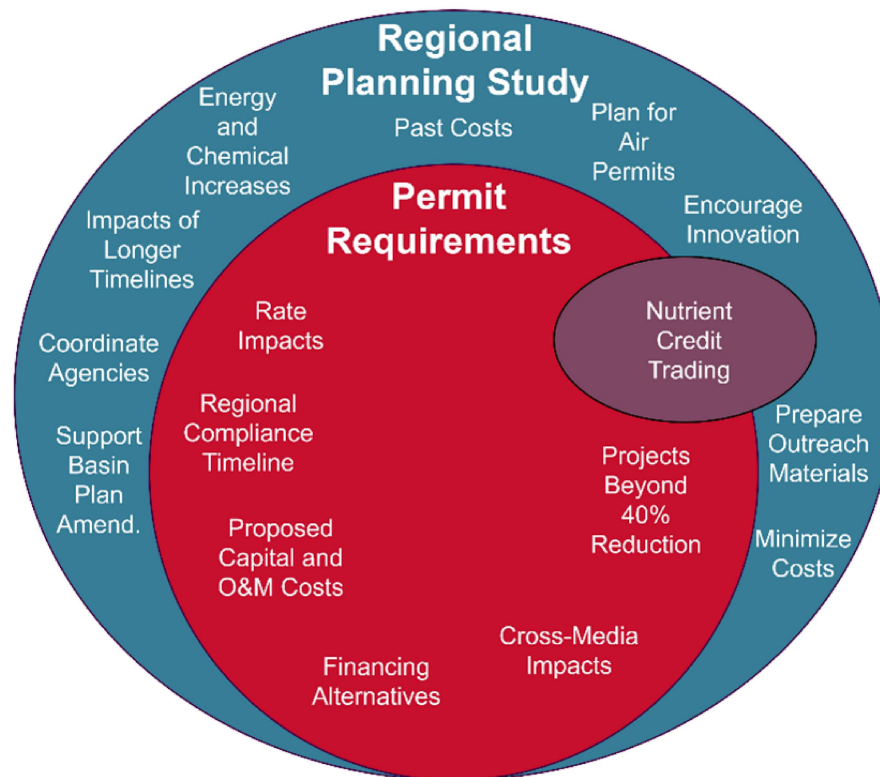 Regional
Planning Study
Energy
and
Chemical
Increases
Past Costs
Plan for
Air
Permits
Impacts of
Longer
Timelines
Encourage
Innovation
Coordinate
Agencies
Support
Basin
Plan
Amend.
Prepare
Outreach
Materials
Minimize
Costs
Permit
Requirements
Rate
Impacts
Nutrient
Credit
Trading
Regional
Compliance
Timeline
Projects
Beyond
40%
Reduction
Proposed
Capital and
O&M Costs
Cross-Media
Impacts
Financing
Alternatives